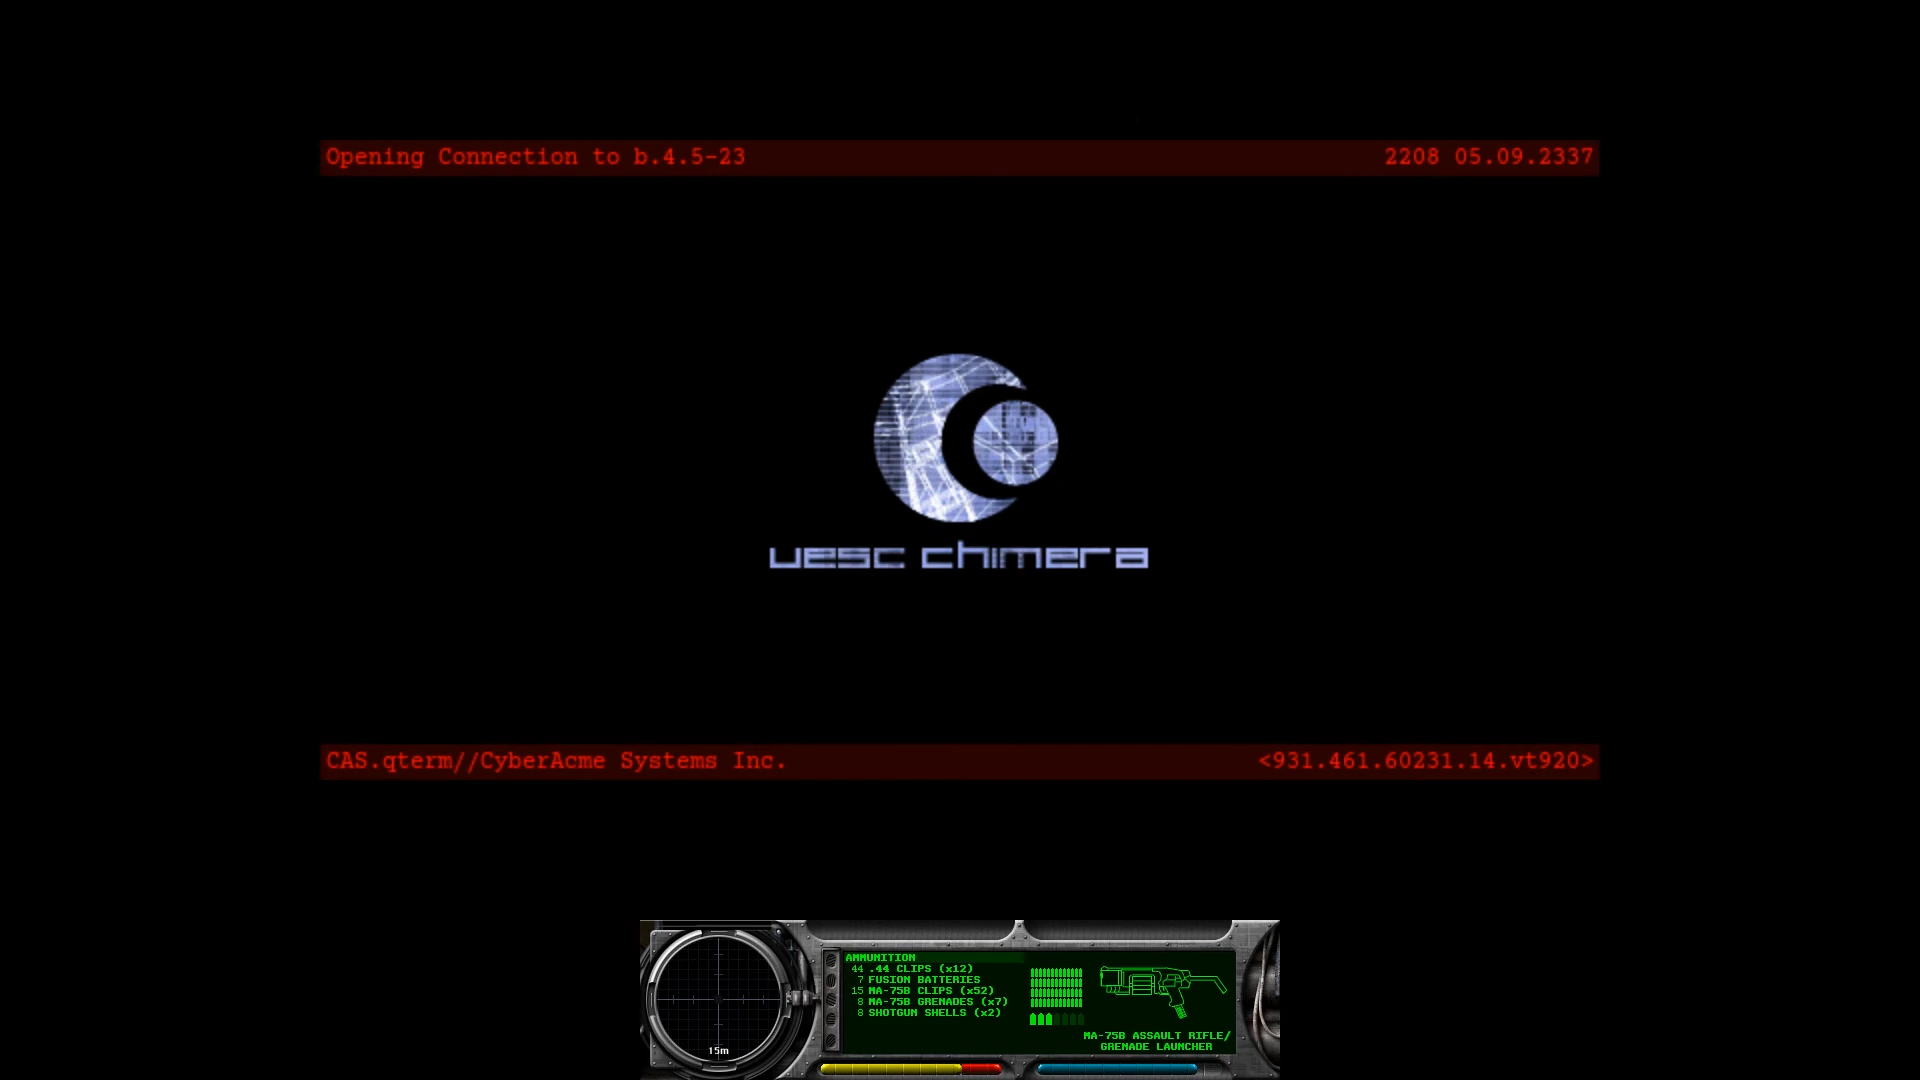 Opening Connection to b.4.5-23 2208 05.09.2337
uesc chimera
CAS.qterm//CyberAcme Systems Inc. <931.461.60231.14.vt920>
AMMUNITION
44 .44 CLIPS (x12)
7 FUSION BATTERIES
15 MA-75B CLIPS (x52)
8 MA-75B GRENADES (x7)
8 SHOTGUN SHELLS (x2)
MA-75B ASSAULT RIFLE/
GRENADE LAUNCHER
15m